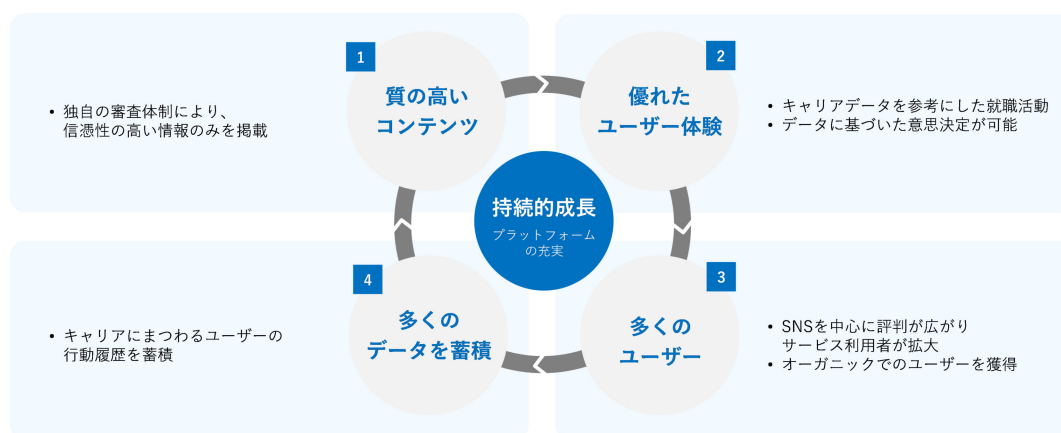 1
質の高い
コンテンツ
• 独自の審査体制により、
信憑性の高い情報のみを掲載
2
優れた
ユーザー体験
• キャリアデータを参考にした就職活動
• データに基づいた意思決定が可能
持続的成長
プラットフォーム
の充実
3
多くの
ユーザー
• SNSを中心に評判が広がり
サービス利用者が拡大
• オーガニックでのユーザーを獲得
4
多くの
データを蓄積
• キャリアにまつわるユーザーの
行動履歴を蓄積